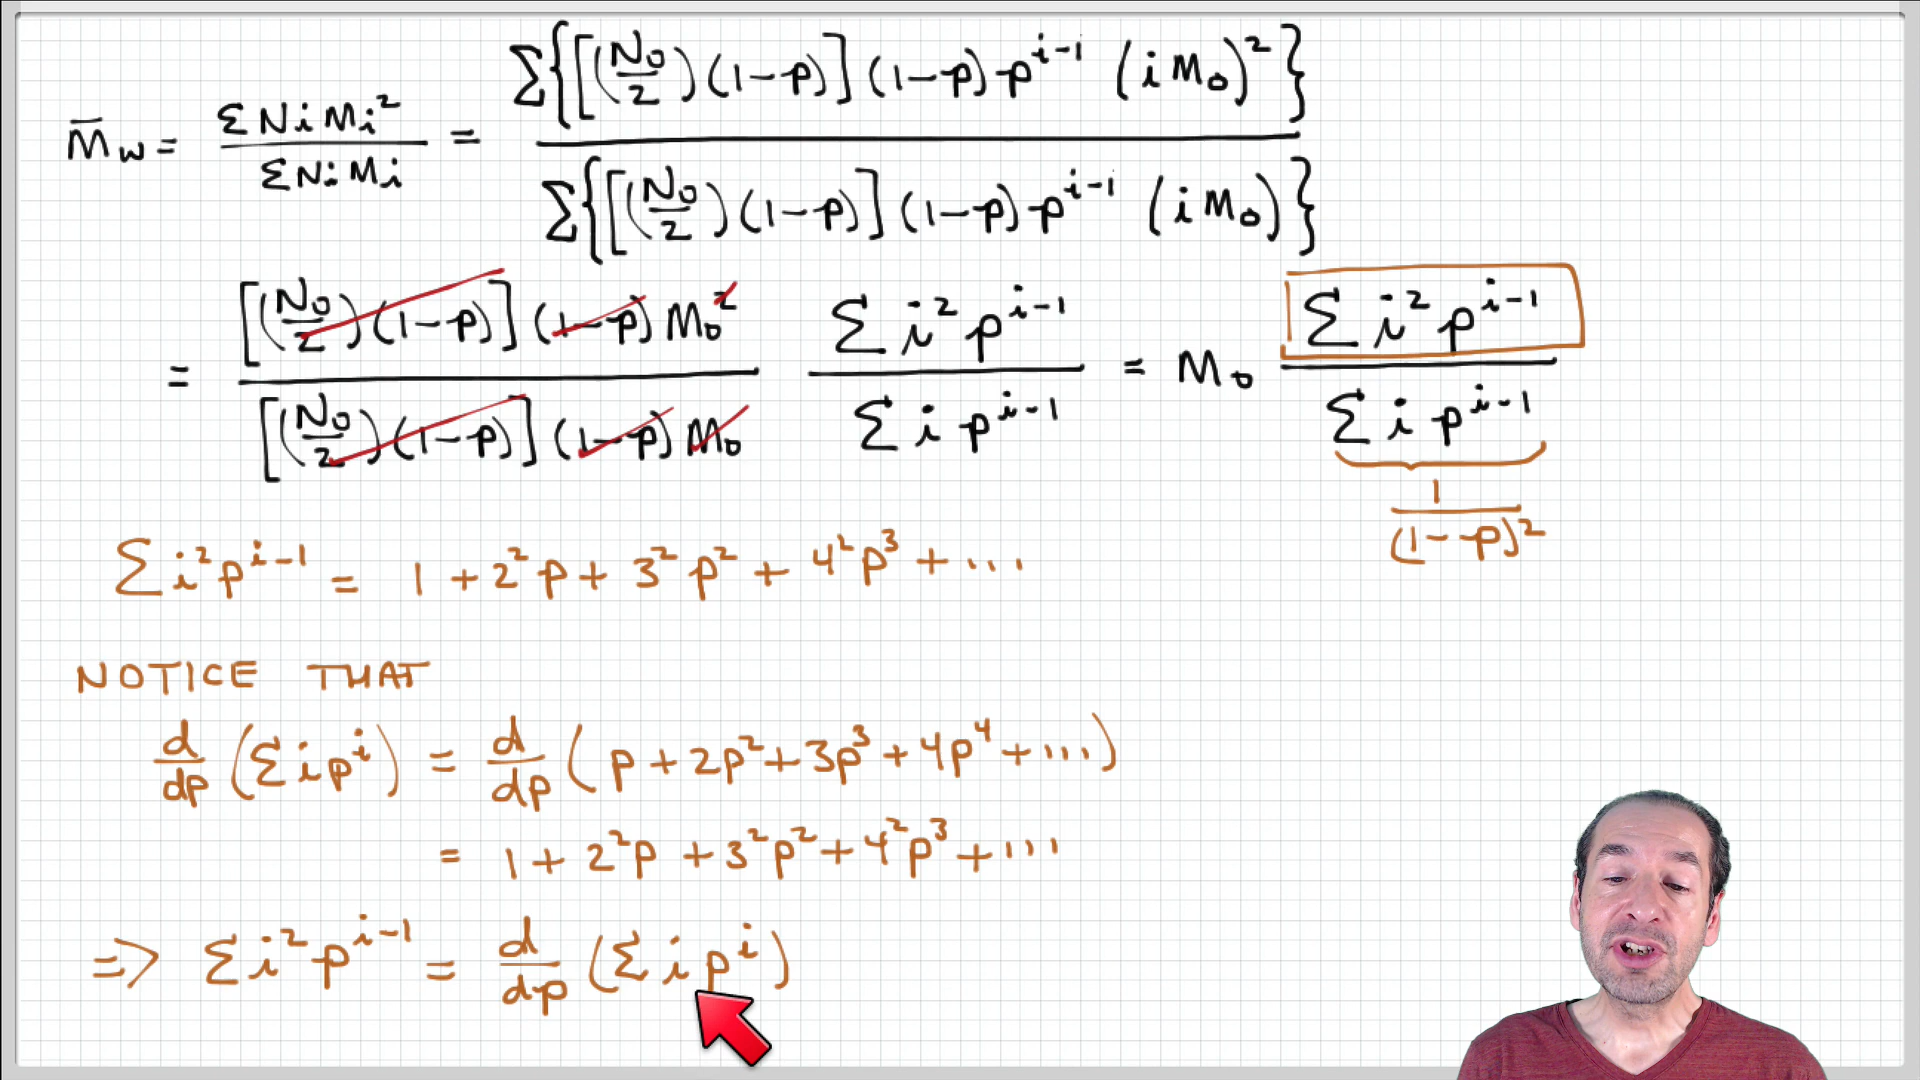 M̄w = ΣNiMi² / ΣNiMi = Σ{[(N₀/2)(1-p)](1-p)p^(i-1) (iM₀)²} / Σ{[(N₀/2)(1-p)](1-p)p^(i-1) (iM₀)}
= [(N₀/2)(1-p)](1-p)M₀² / [(N₀/2)(1-p)](1-p)M₀ Σi²p^(i-1) / Σip^(i-1) = M₀ Σi²p^(i-1) / Σip^(i-1)
1/(1-p)²
Σi²p^(i-1) = 1 + 2²p + 3²p² + 4²p³ + ...
NOTICE THAT
d/dp (Σip^i) = d/dp (p + 2p² + 3p³ + 4p⁴ + ...)
= 1 + 2²p + 3²p² + 4²p³ + ...
=> Σi²p^(i-1) = d/dp (Σip^i)